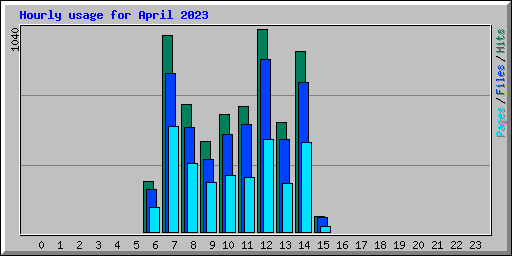 Hourly usage for April 2023
1040
Pages/Files/Hits
0 1 2 3 4 5 6 7 8 9 10 11 12 13 14 15 16 17 18 19 20 21 22 23